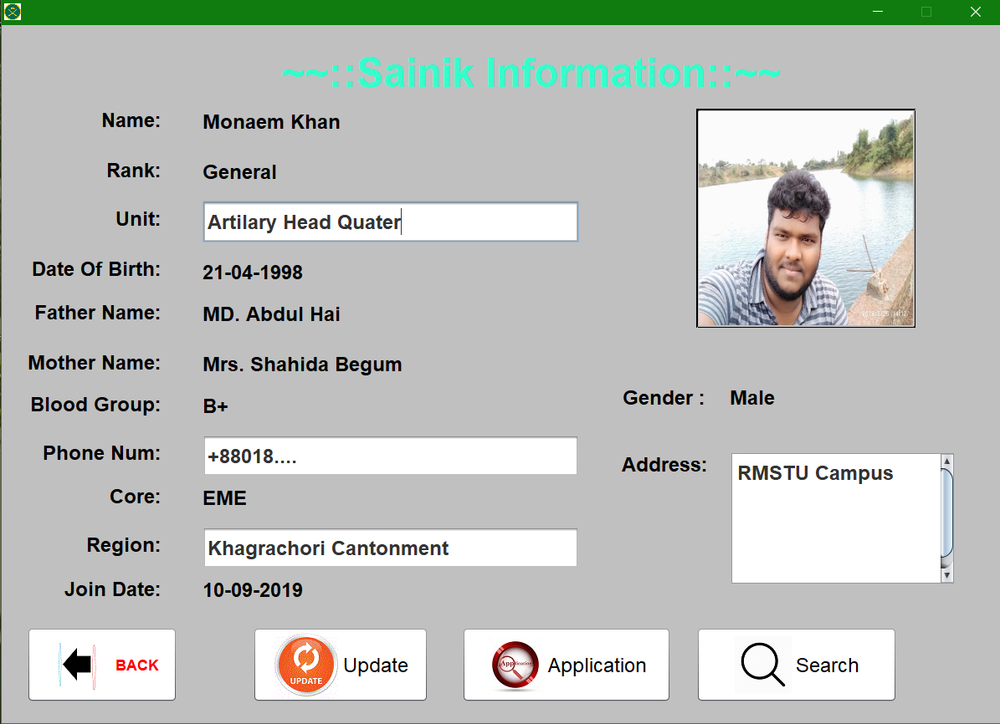 ~~::Sainik Information::~~
Name: Monaem Khan
Rank: General
Unit: Artilary Head Quater
Date Of Birth: 21-04-1998
Father Name: MD. Abdul Hai
Mother Name: Mrs. Shahida Begum
Blood Group: B+
Gender : Male
Phone Num: +88018....
Address: RMSTU Campus
Core: EME
Region: Khagrachori Cantonment
Join Date: 10-09-2019
BACK
UPDATE
Update
Application
Application
Search